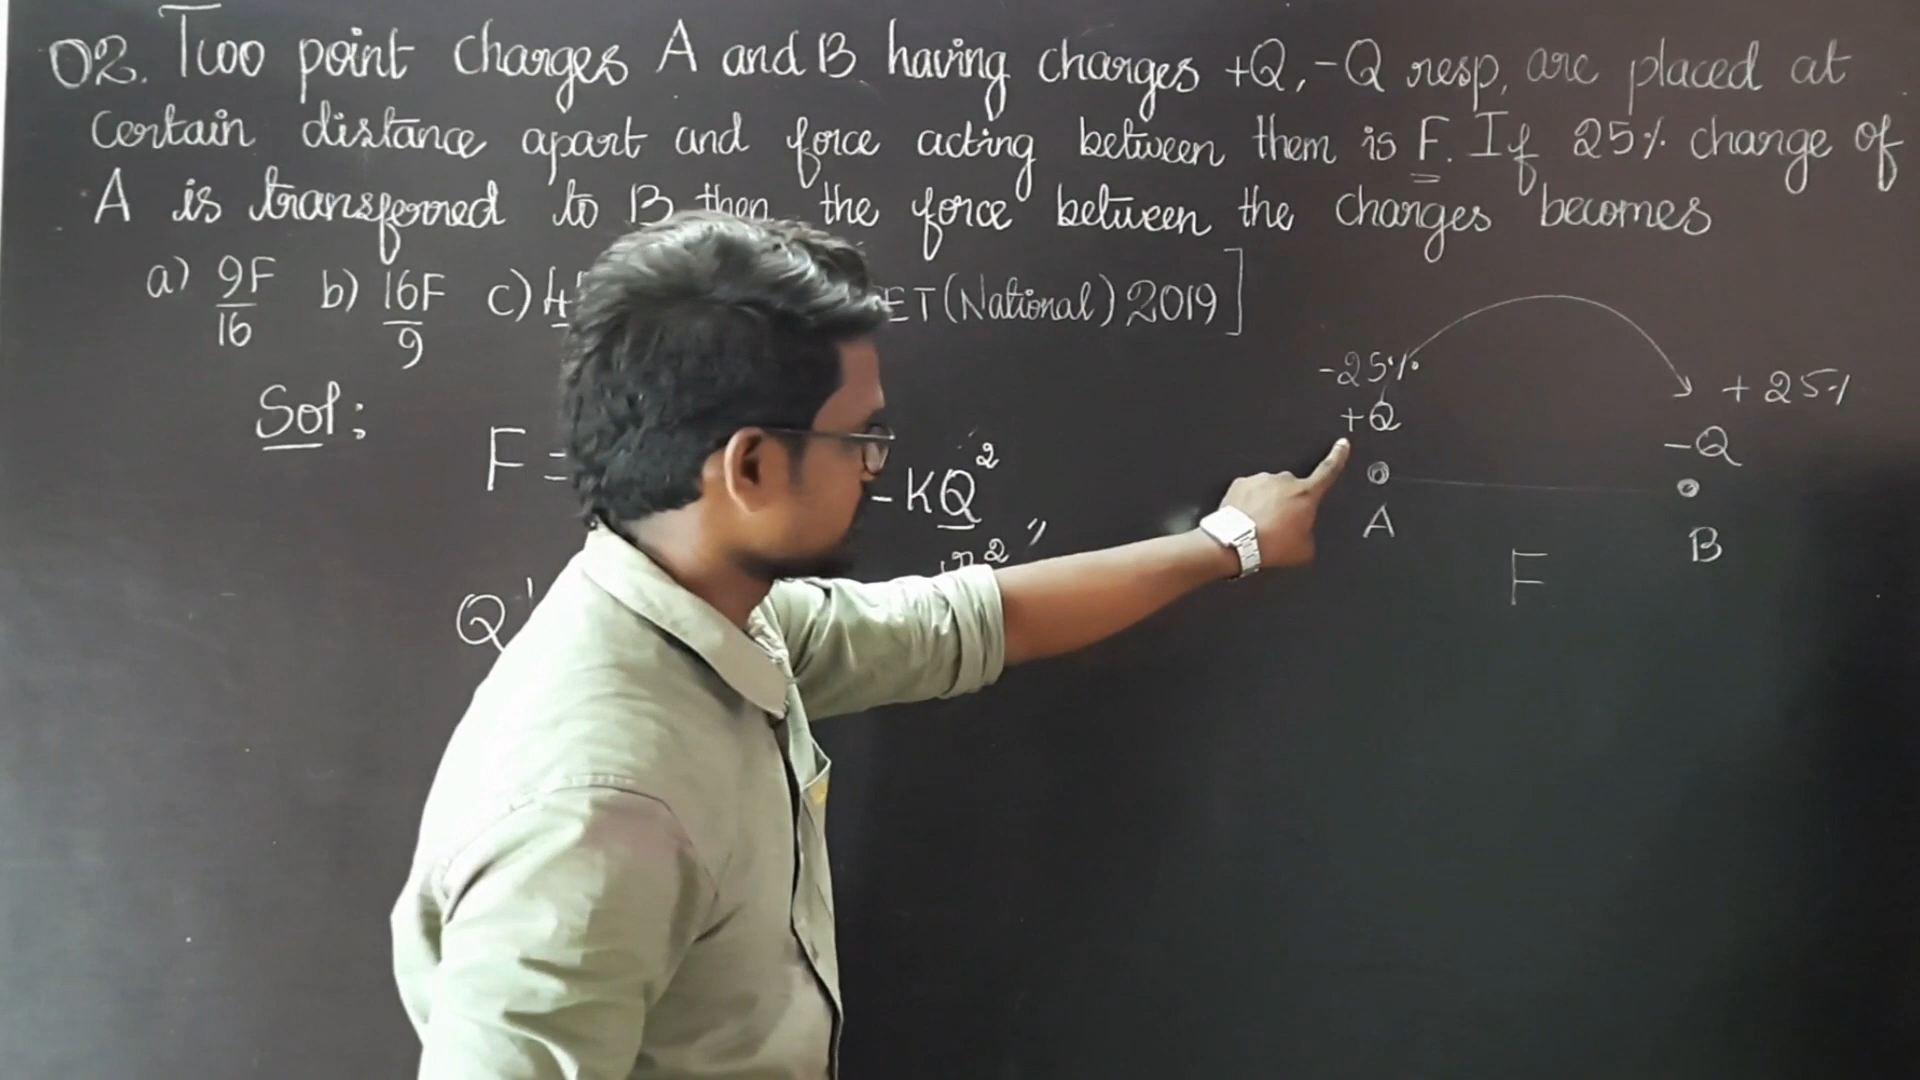 02. Two point charges A and B having charges +Q, -Q resp, are placed at
certain distance apart and force acting between them is F. If 25% charge of
A is transferred to B then the force between the charges becomes
a) 9F/16 b) 16F/9 c) 4 ET (National) 2019]
Sol:
F =
- KQ²
r² "
Q'
-25%
+Q
A
+ 25%
-Q
B
F